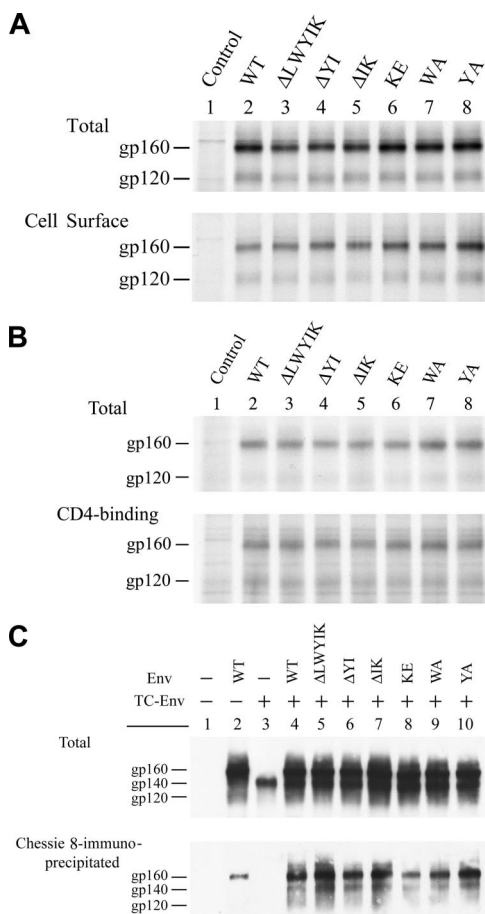 A
Control WT ΔLWYIK ΔYI ΔIK KE WA YA
1 2 3 4 5 6 7 8
Total
gp160
gp120
Cell Surface
gp160
gp120
B
Control WT ΔLWYIK ΔYI ΔIK KE WA YA
1 2 3 4 5 6 7 8
Total
gp160
gp120
CD4-binding
gp160
gp120
C
Env – WT – WT ΔLWYIK ΔYI ΔIK KE WA YA
TC-Env – – + + + + + + + +
1 2 3 4 5 6 7 8 9 10
Total
gp160
gp140
gp120
Chessie 8-immuno-
precipitated
gp160
gp140
gp120